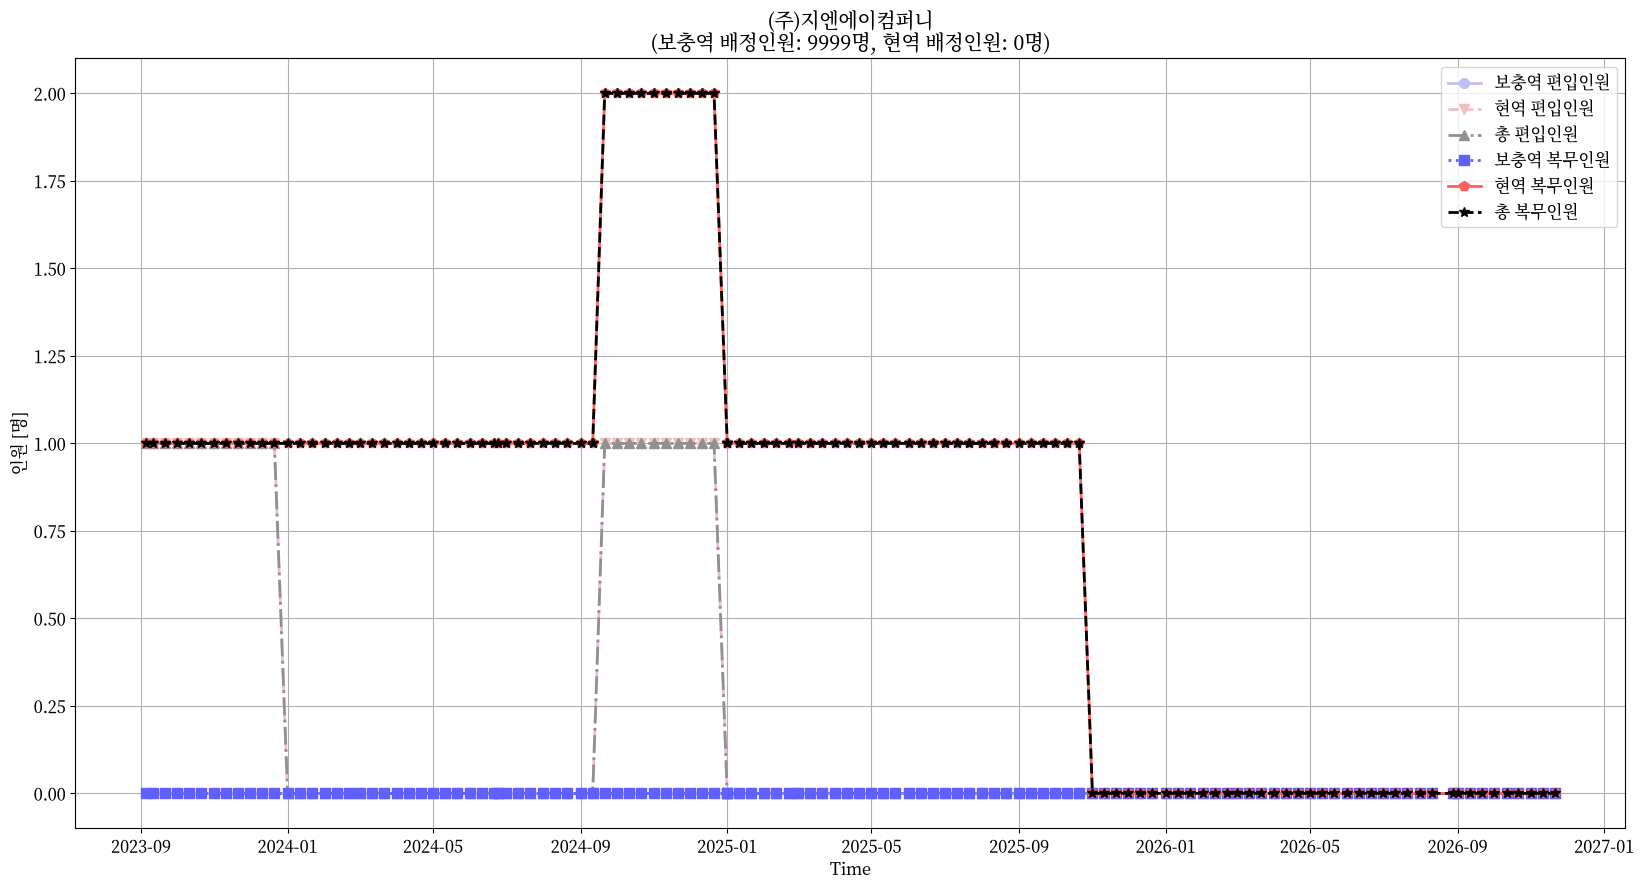 (주)지엔에이컴퍼니
(보충역 배정인원: 9999명, 현역 배정인원: 0명)
보충역 편입인원
현역 편입인원
총 편입인원
보충역 복무인원
현역 복무인원
총 복무인원
인원 [명]
2.00
1.75
1.50
1.25
1.00
0.75
0.50
0.25
0.00
2023-09
2024-01
2024-05
2024-09
2025-01
2025-05
2025-09
2026-01
2026-05
2026-09
2027-01
Time